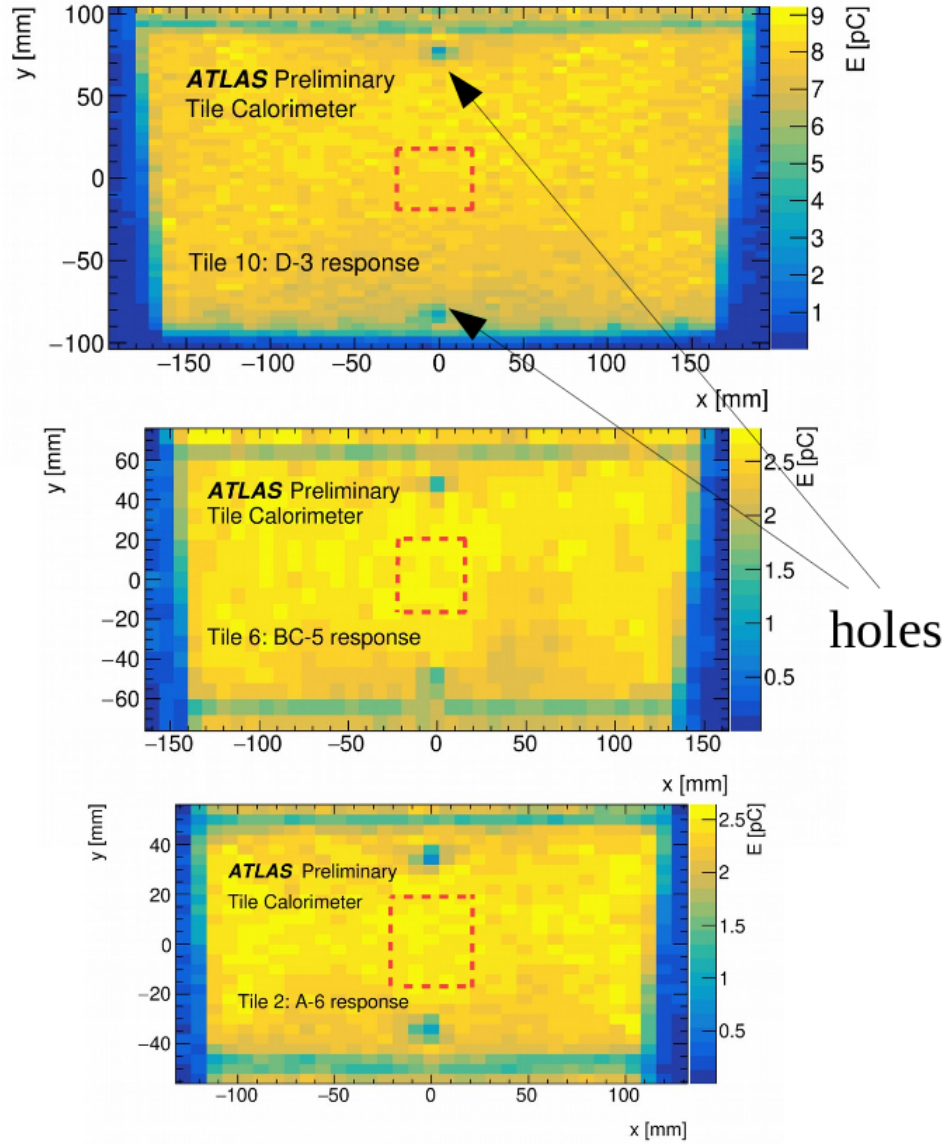 y [mm]
100
50
0
−50
−100
ATLAS Preliminary
Tile Calorimeter
Tile 10: D-3 response
−150 −100 −50 0 50 100 150
x [mm]
9
8
7
6
5
4
3
2
1
E [pC]
y [mm]
60
40
20
0
−20
−40
−60
ATLAS Preliminary
Tile Calorimeter
Tile 6: BC-5 response
−150 −100 −50 0 50 100 150
x [mm]
2.5
2
1.5
1
0.5
E [pC]
holes
y [mm]
40
20
0
−20
−40
ATLAS Preliminary
Tile Calorimeter
Tile 2: A-6 response
−100 −50 0 50 100
x [mm]
2.5
2
1.5
1
0.5
E [pC]